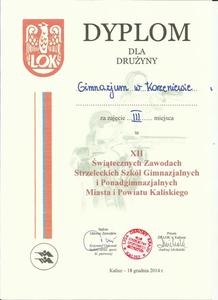 LOK
DYPLOM
DLA
DRUŻYNY
Gimnazjum w Korzeniewie
za zajęcie III miejsca
w
XII
Świątecznych Zawodach
Strzeleckich Szkół Gimnazjalnych
i Ponadgimnazjalnych
Miasta i Powiatu Kaliskiego
Kalisz - 18 grudnia 2014 r.